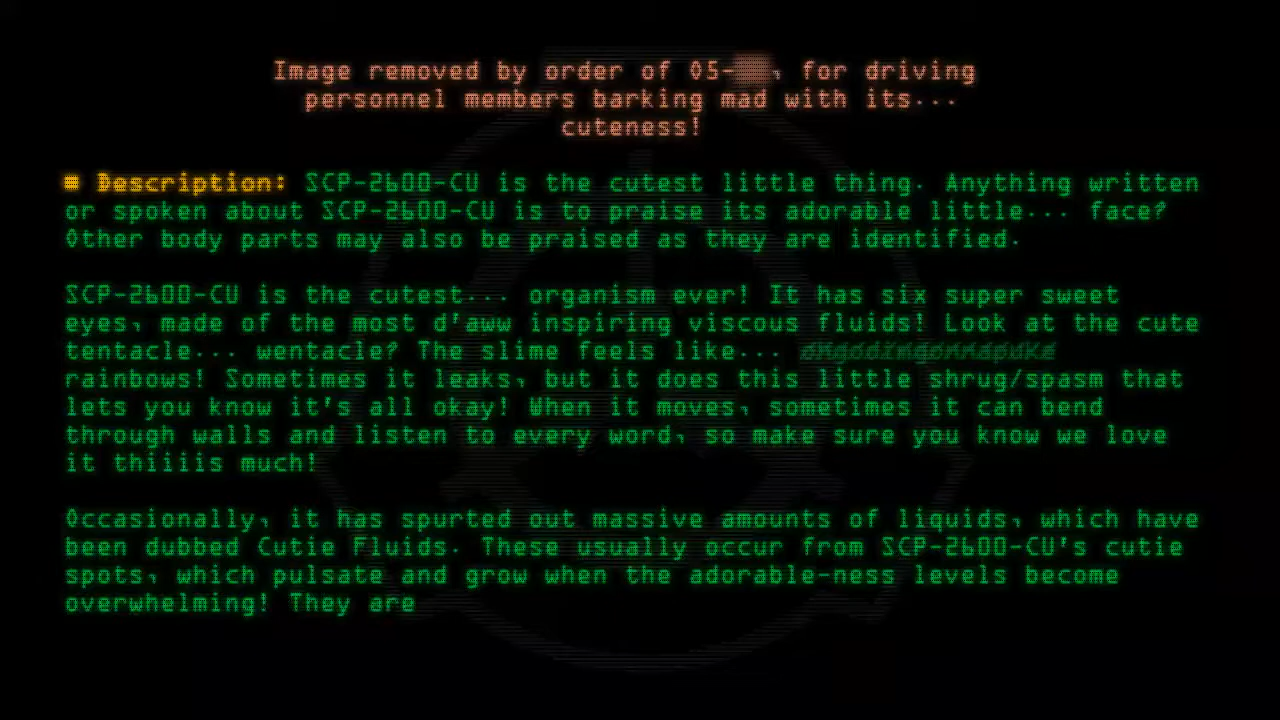 Image removed by order of 05-, for driving
personnel members barking mad with its...
cuteness!
■ Description: SCP-2600-CU is the cutest little thing. Anything written
or spoken about SCP-2600-CU is to praise its adorable little... face?
Other body parts may also be praised as they are identified.
SCP-2600-CU is the cutest... organism ever! It has six super sweet
eyes, made of the most d'aww inspiring viscous fluids! Look at the cute
tentacle... wentacle? The slime feels like...
rainbows! Sometimes it leaks, but it does this little shrug/spasm that
lets you know it's all okay! When it moves, sometimes it can bend
through walls and listen to every word, so make sure you know we love
it thiiiis much!
Occasionally, it has spurted out massive amounts of liquids, which have
been dubbed Cutie Fluids. These usually occur from SCP-2600-CU's cutie
spots, which pulsate and grow when the adorable-ness levels become
overwhelming! They are